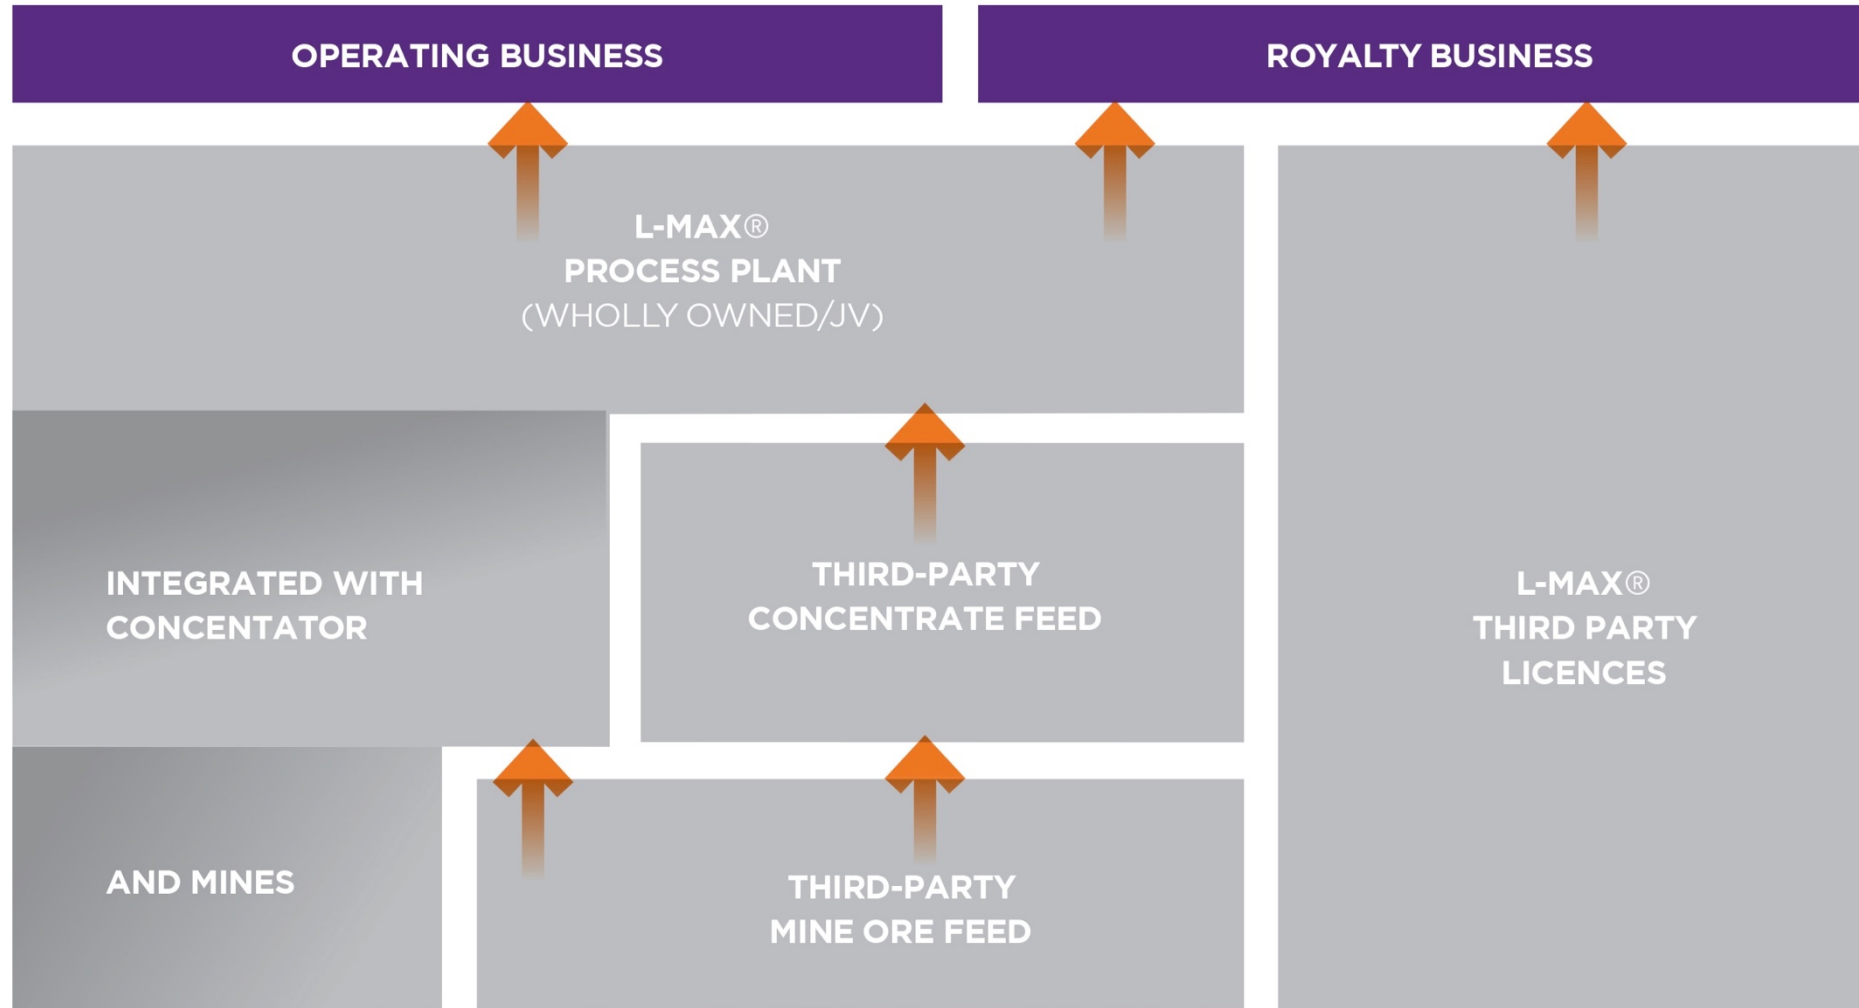 OPERATING BUSINESS
ROYALTY BUSINESS
L-MAX®
PROCESS PLANT
(WHOLLY OWNED/JV)
INTEGRATED WITH
CONCENTATOR
THIRD-PARTY
CONCENTRATE FEED
L-MAX®
THIRD PARTY
LICENCES
AND MINES
THIRD-PARTY
MINE ORE FEED